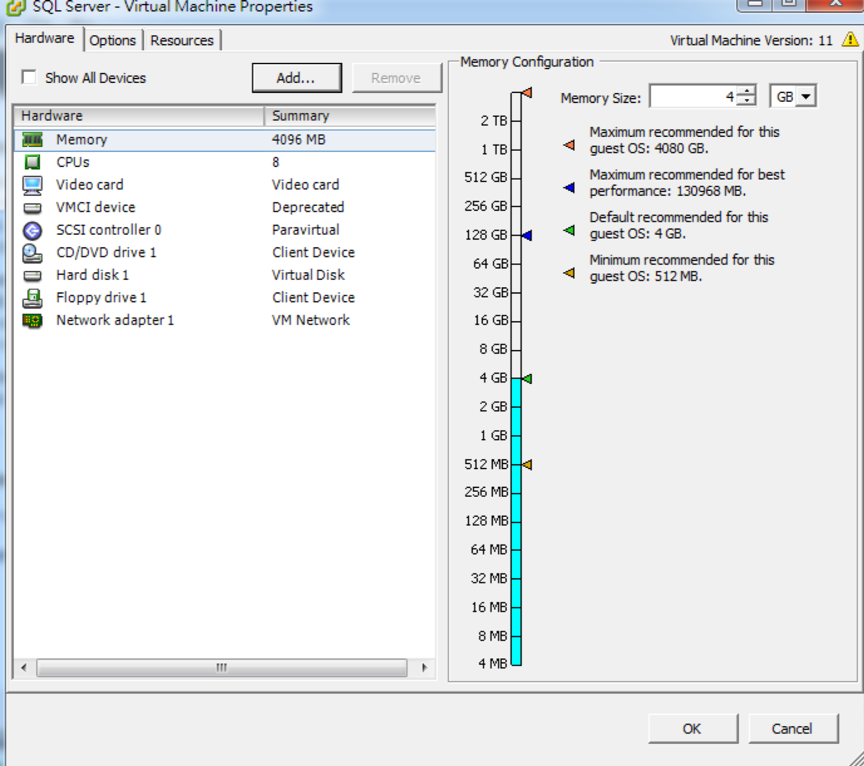 SQL Server - Virtual Machine Properties
Hardware Options Resources
Virtual Machine Version: 11
Show All Devices
Add...
Remove
Hardware Summary
Memory 4096 MB
CPUs 8
Video card Video card
VMCI device Deprecated
SCSI controller 0 Paravirtual
CD/DVD drive 1 Client Device
Hard disk 1 Virtual Disk
Floppy drive 1 Client Device
Network adapter 1 VM Network
Memory Configuration
Memory Size: 4 GB
2 TB
1 TB
512 GB
256 GB
128 GB
64 GB
32 GB
16 GB
8 GB
4 GB
2 GB
1 GB
512 MB
256 MB
128 MB
64 MB
32 MB
16 MB
8 MB
4 MB
Maximum recommended for this
guest OS: 4080 GB.
Maximum recommended for best
performance: 130968 MB.
Default recommended for this
guest OS: 4 GB.
Minimum recommended for this
guest OS: 512 MB.
OK
Cancel